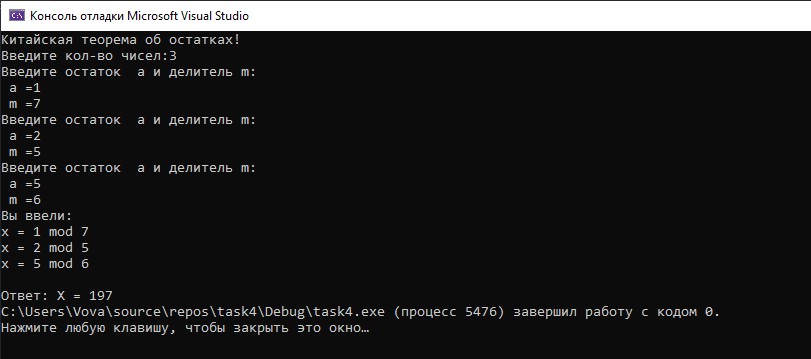 Консоль отладки Microsoft Visual Studio
Китайская теорема об остатках!
Введите кол-во чисел:3
Введите остаток  a и делитель m:
 a =1
 m =7
Введите остаток  a и делитель m:
 a =2
 m =5
Введите остаток  a и делитель m:
 a =5
 m =6
Вы ввели:
x = 1 mod 7
x = 2 mod 5
x = 5 mod 6
Ответ: X = 197
C:\Users\Vova\source\repos\task4\Debug\task4.exe (процесс 5476) завершил работу с кодом 0.
Нажмите любую клавишу, чтобы закрыть это окно…